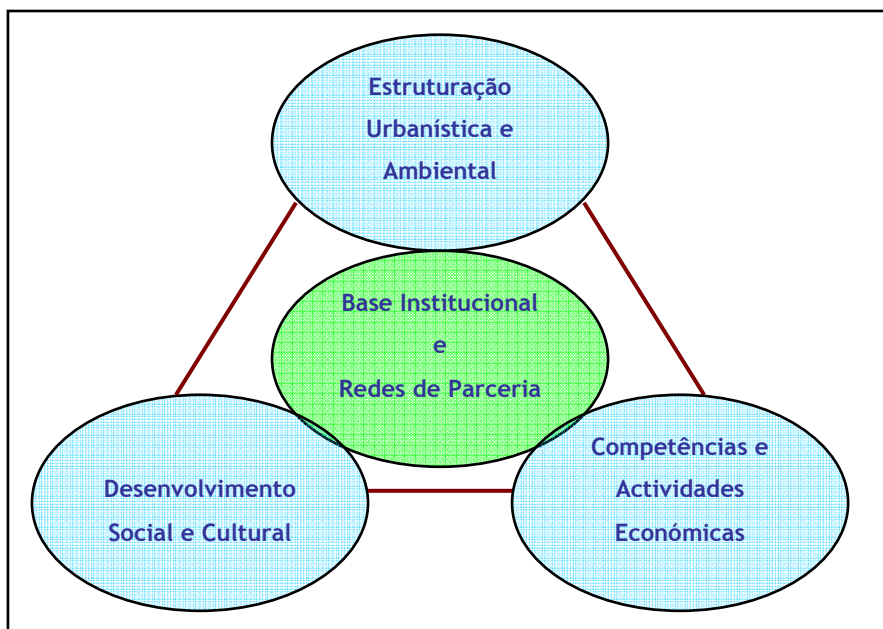 Estruturação
Urbanística e
Ambiental
Base Institucional
e
Redes de Parceria
Desenvolvimento
Social e Cultural
Competências e
Actividades
Económicas